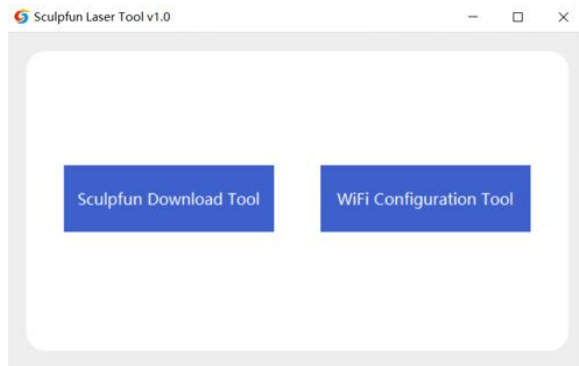 Sculpfun Laser Tool v1.0
Sculpfun Download Tool
WiFi Configuration Tool